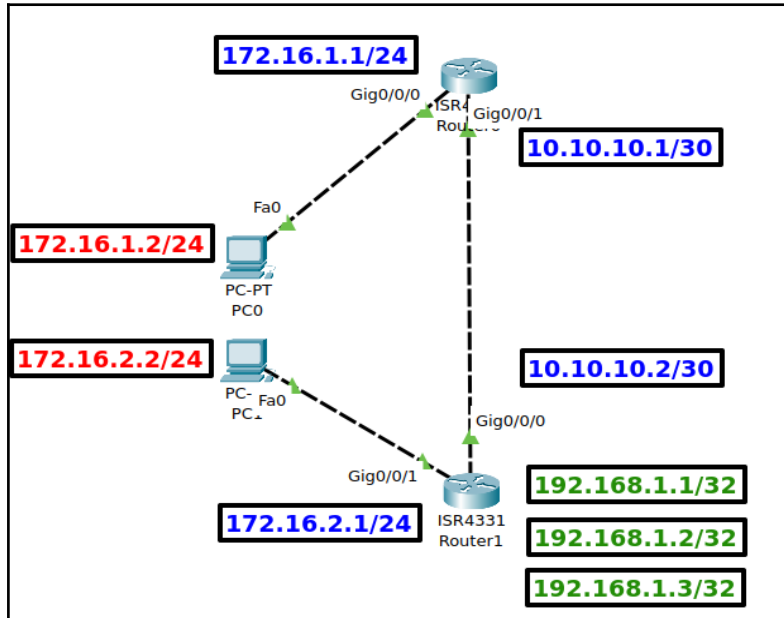 172.16.1.1/24
Gig0/0/0
ISR4
Gig0/0/1
10.10.10.1/30
Fa0
172.16.1.2/24
PC-PT
PC0
172.16.2.2/24
10.10.10.2/30
PC-
Fa0
Gig0/0/0
Gig0/0/1
172.16.2.1/24
ISR4331
Router1
192.168.1.1/32
192.168.1.2/32
192.168.1.3/32